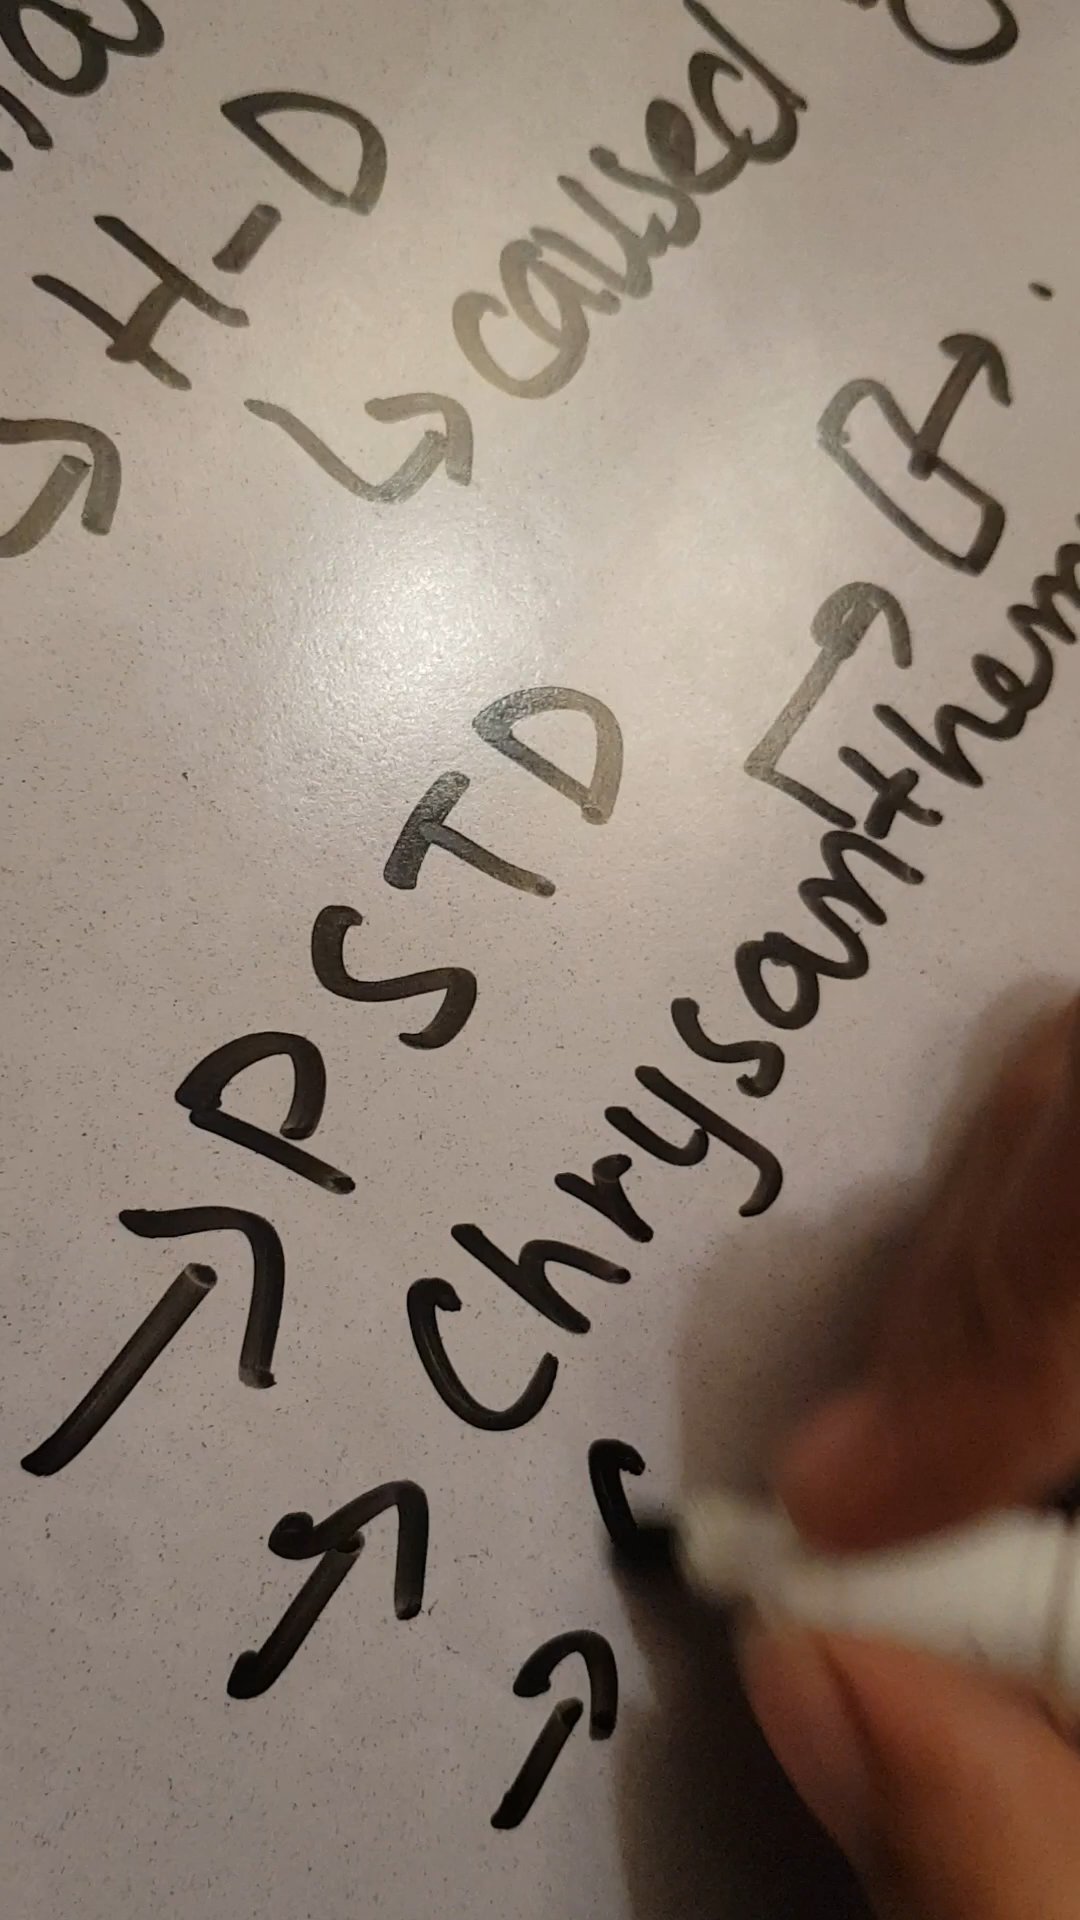 → H-D
↳ caused
→ PSTD
→ Chrysanthem
→